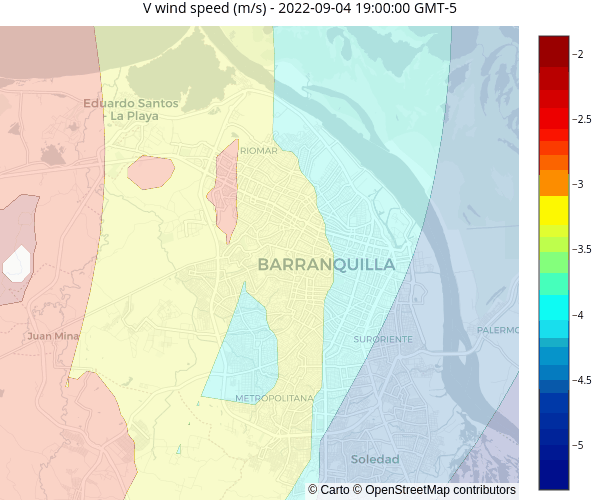 V wind speed (m/s) - 2022-09-04 19:00:00 GMT-5
−2
Eduardo Santos
- La Playa
−2.5
RIOMAR
−3
−3.5
BARRANQUILLA
−4
Juan Mina
SURORIENTE
PALERMO
−4.5
METROPOLITANA
−5
Soledad
© Carto © OpenStreetMap contributors